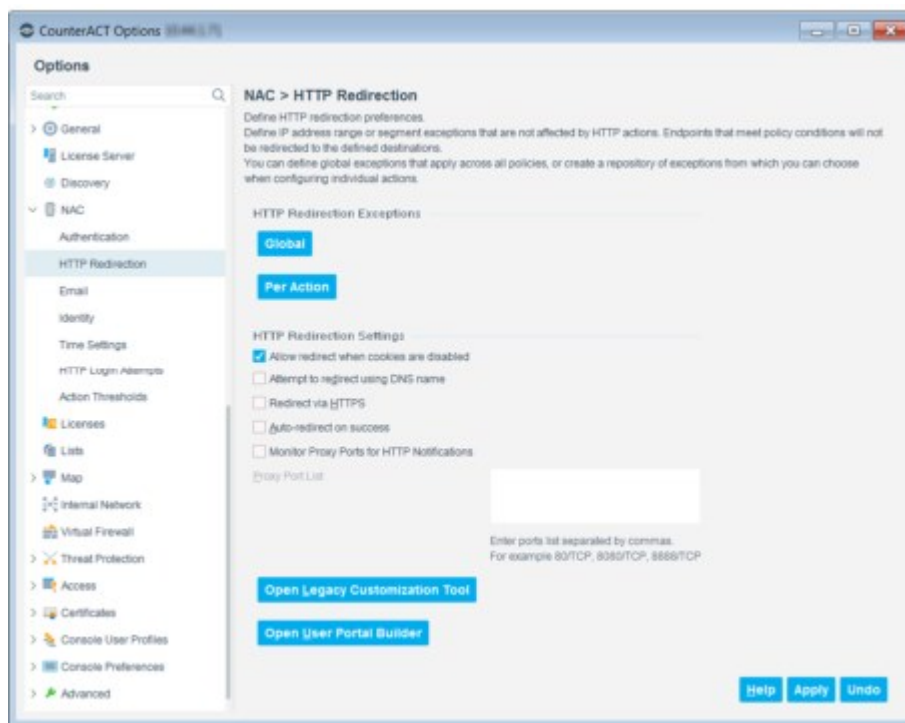 CounterACT Options
Options
Search
General
License Server
Discovery
NAC
Authentication
HTTP Redirection
Email
Identity
Time Settings
HTTP Login Attempts
Action Thresholds
Licenses
Lists
Map
Internal Network
Virtual Firewall
Threat Protection
Access
Certificates
Console User Profiles
Console Preferences
Advanced
NAC > HTTP Redirection
Define HTTP redirection preferences.
Define IP address range or segment exceptions that are not affected by HTTP actions. Endpoints that meet policy conditions will not
be redirected to the defined destinations.
You can define global exceptions that apply across all policies, or create a repository of exceptions from which you can choose
when configuring individual actions.
HTTP Redirection Exceptions
Global
Per Action
HTTP Redirection Settings
Allow redirect when cookies are disabled
Attempt to redirect using DNS name
Redirect via HTTPS
Auto-redirect on success
Monitor Proxy Ports for HTTP Notifications
Proxy Port List
Enter ports list separated by commas.
For example 80/TCP, 8080/TCP, 8888/TCP
Open Legacy Customization Tool
Open User Portal Builder
Help Apply Undo